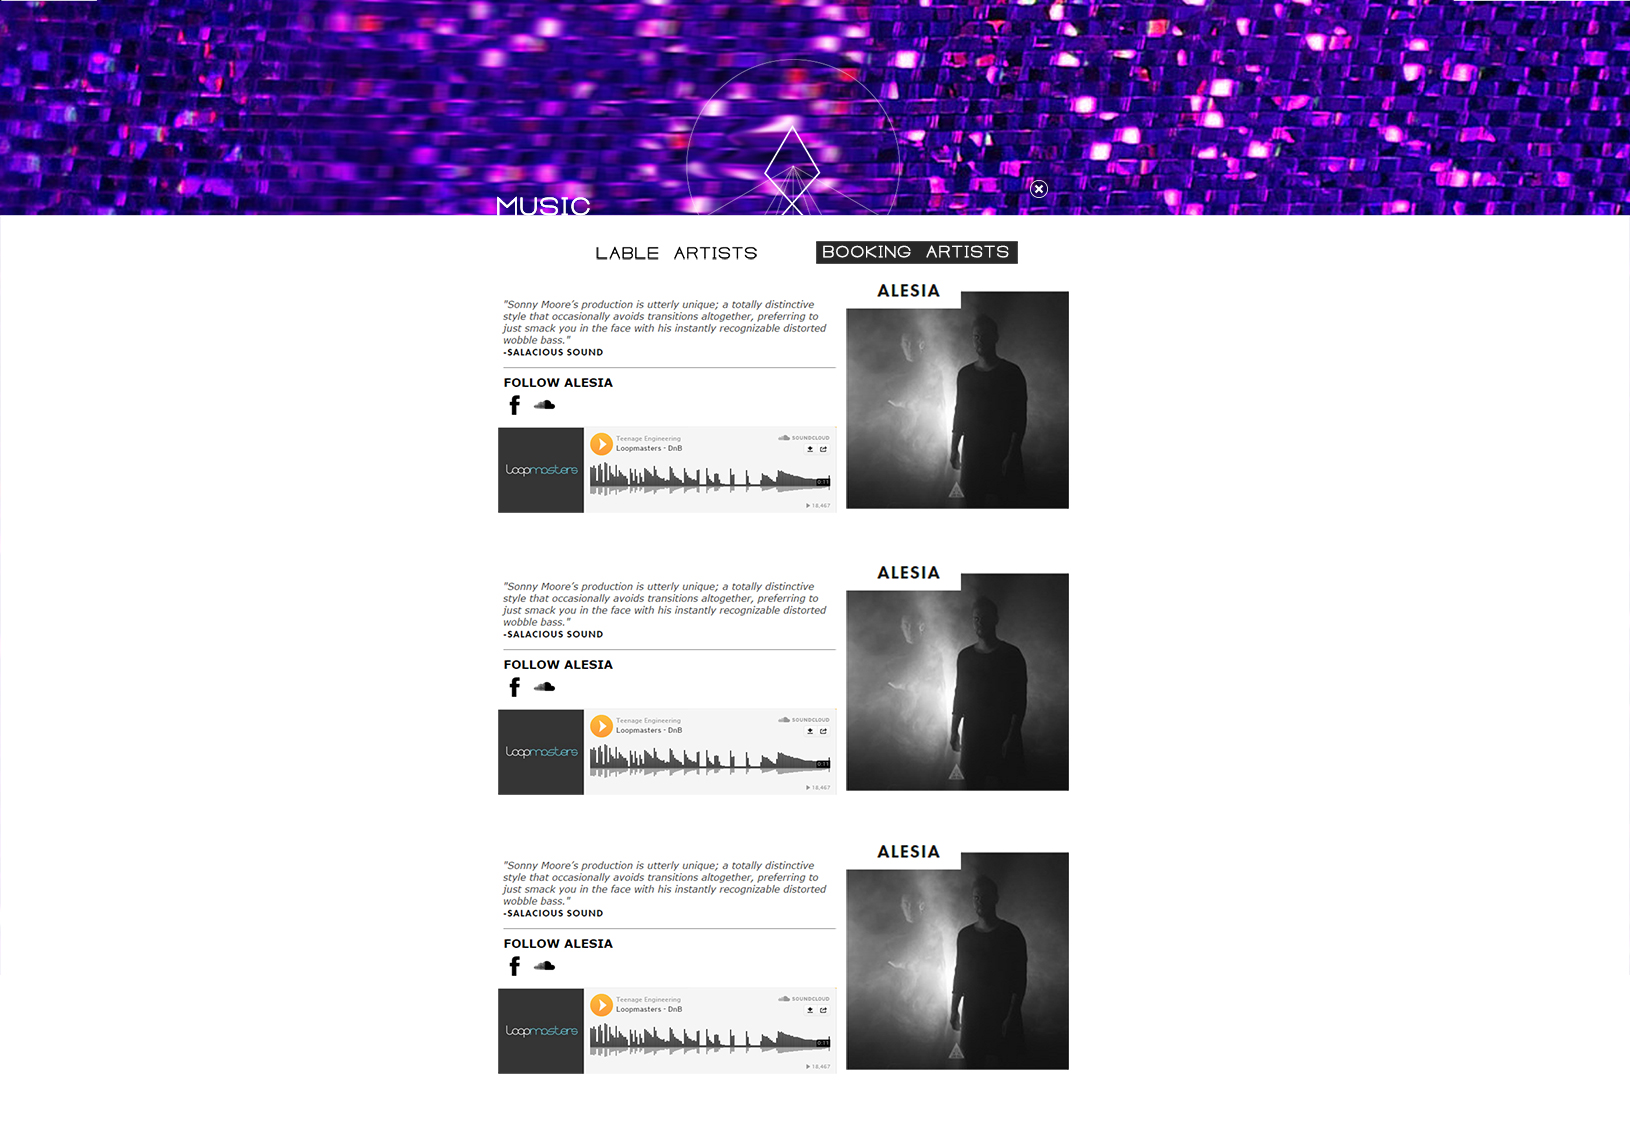 MUSIC
LABLE ARTISTS
BOOKING ARTISTS
ALESIA
"Sonny Moore's production is utterly unique; a totally distinctive
style that occasionally avoids transitions altogether, preferring to
just smack you in the face with his instantly recognizable distorted
wobble bass."
-SALACIOUS SOUND
FOLLOW ALESIA
Loopmasters
Teenage Engineering
Loopmasters - DnB
SOUNDCLOUD
0:11
18,467
ALESIA
"Sonny Moore's production is utterly unique; a totally distinctive
style that occasionally avoids transitions altogether, preferring to
just smack you in the face with his instantly recognizable distorted
wobble bass."
-SALACIOUS SOUND
FOLLOW ALESIA
Loopmasters
Teenage Engineering
Loopmasters - DnB
SOUNDCLOUD
0:11
18,467
ALESIA
"Sonny Moore's production is utterly unique; a totally distinctive
style that occasionally avoids transitions altogether, preferring to
just smack you in the face with his instantly recognizable distorted
wobble bass."
-SALACIOUS SOUND
FOLLOW ALESIA
Loopmasters
Teenage Engineering
Loopmasters - DnB
SOUNDCLOUD
0:11
18,467